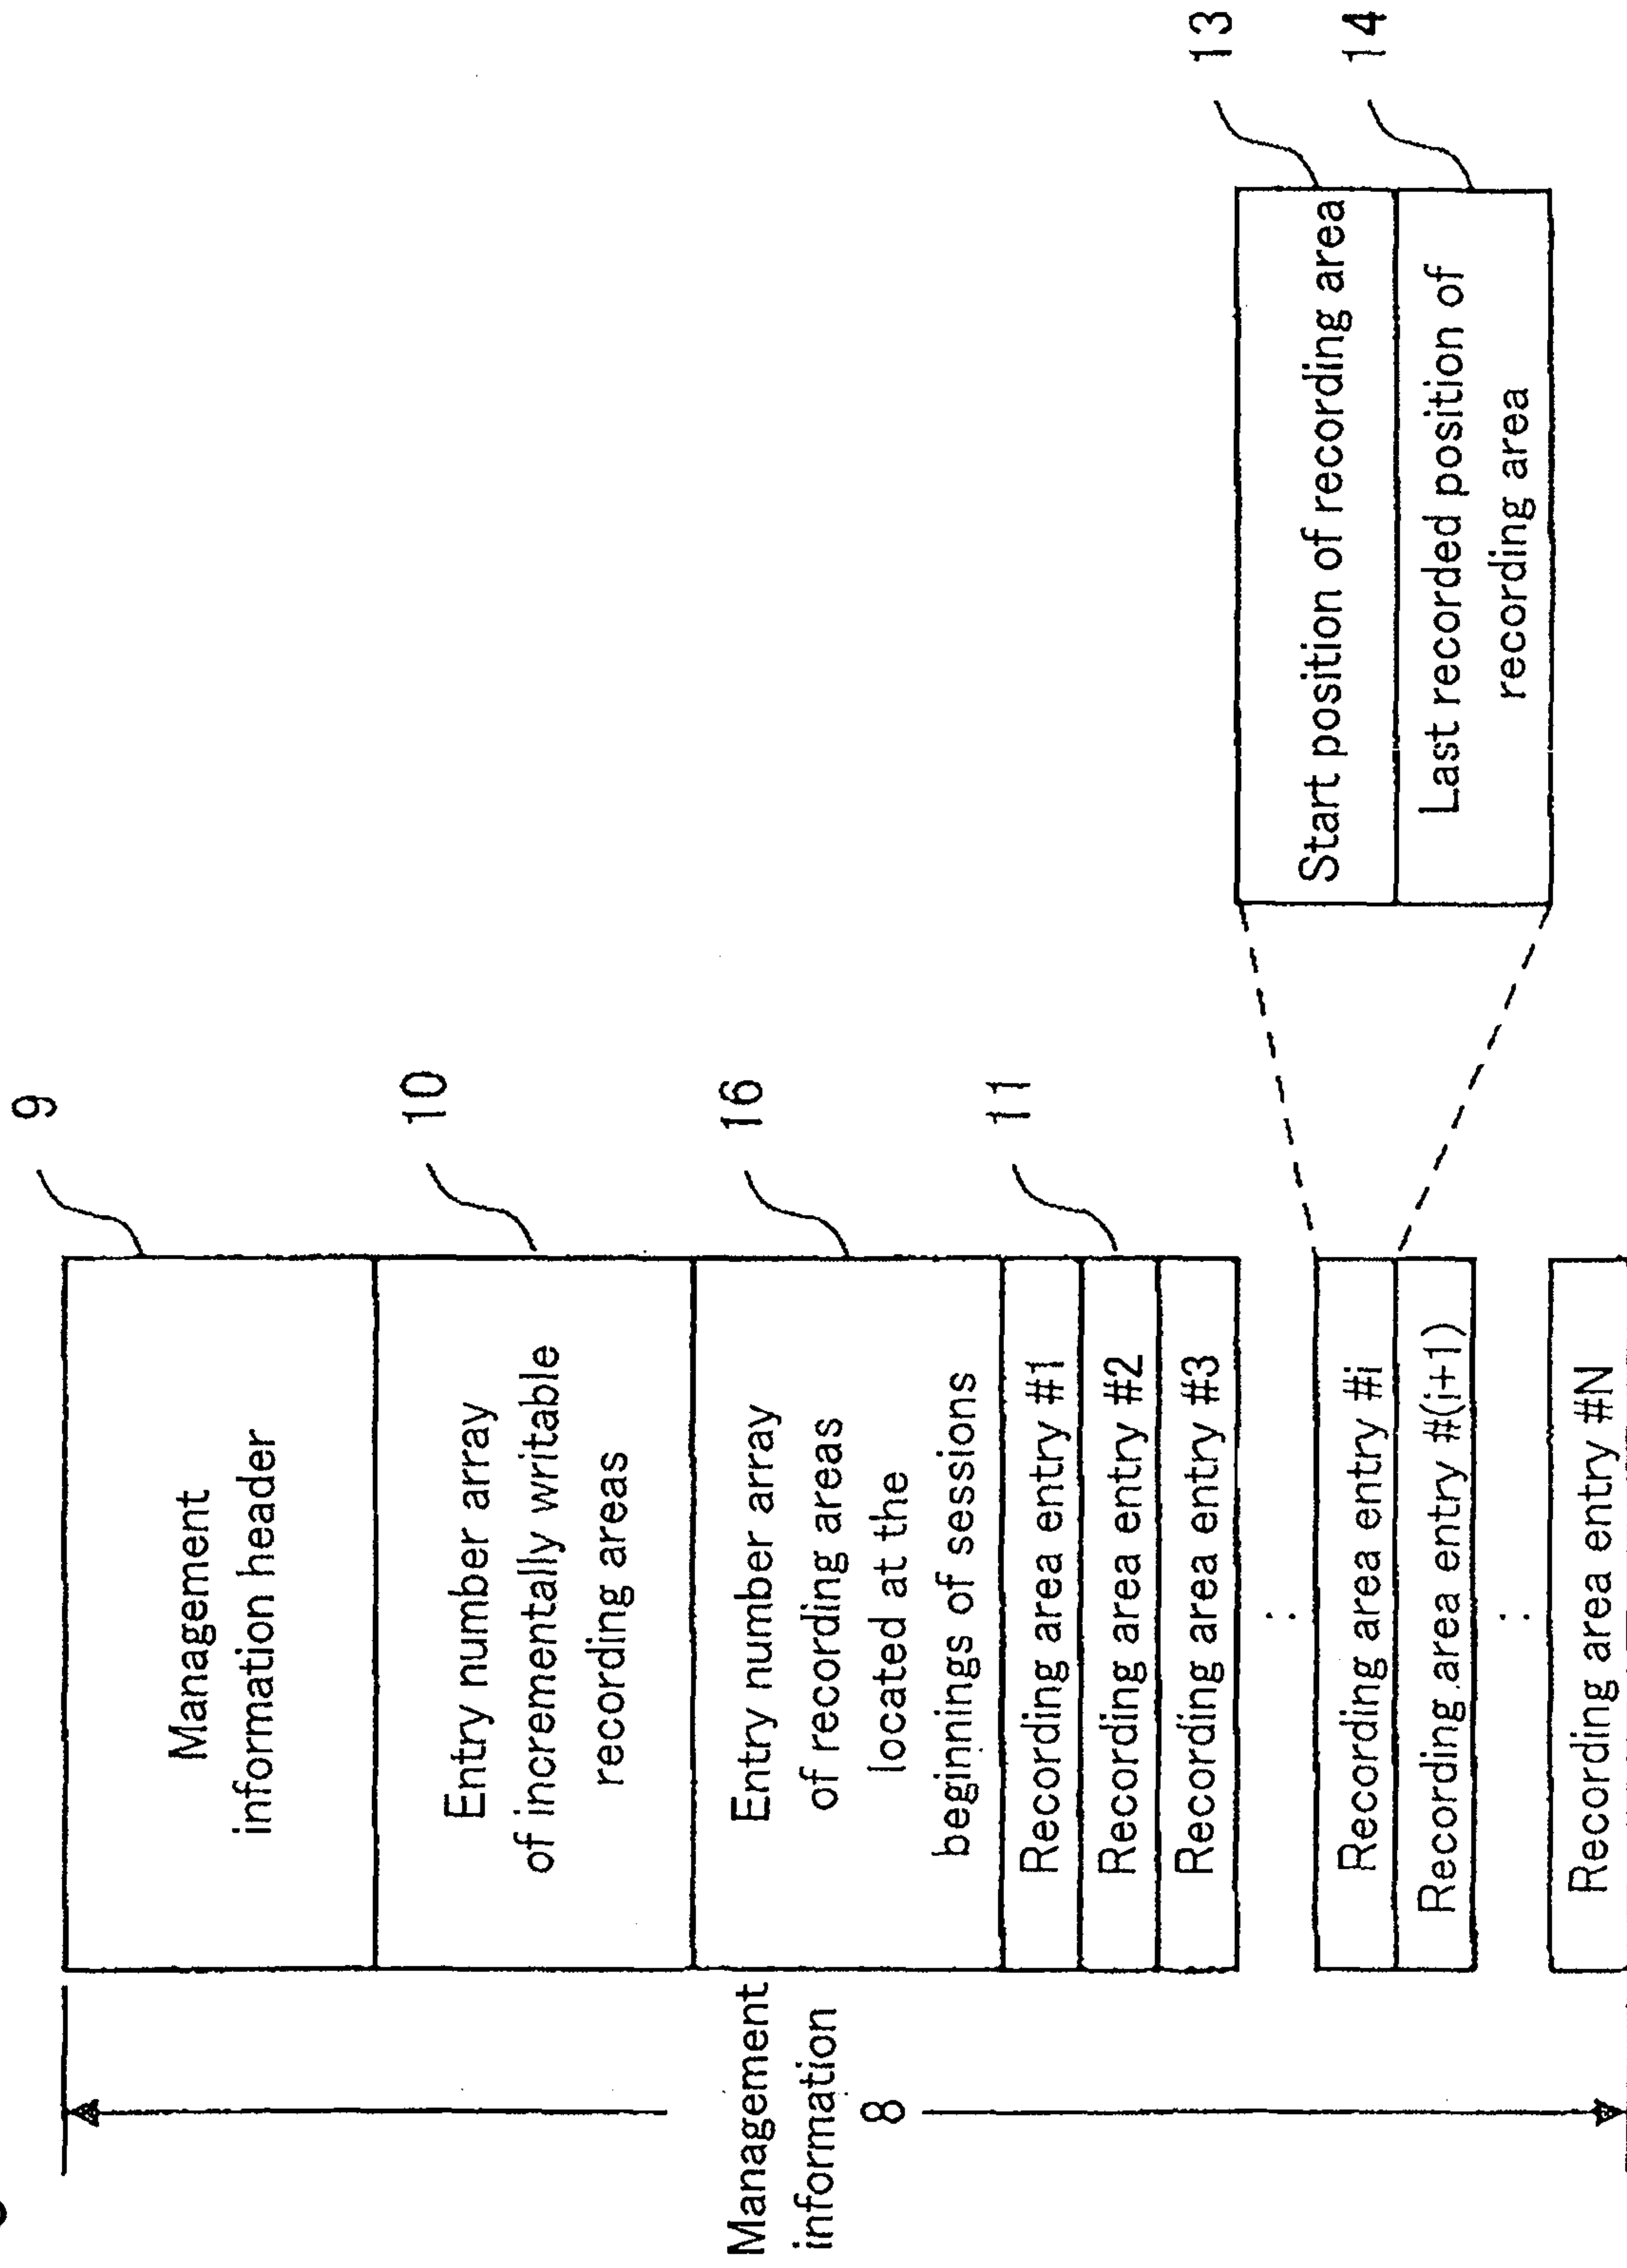 9
Management
information header
10
Entry number array
of incrementally writable
recording areas
16
Entry number array
of recording areas
located at the
beginnings of sessions
11
Recording area entry #1
Recording area entry #2
Recording area entry #3
:
Recording area entry #i
Recording area entry #(i+1)
:
Recording area entry #N
Management
information
8
13
Start position of recording area
14
Last recorded position of
recording area